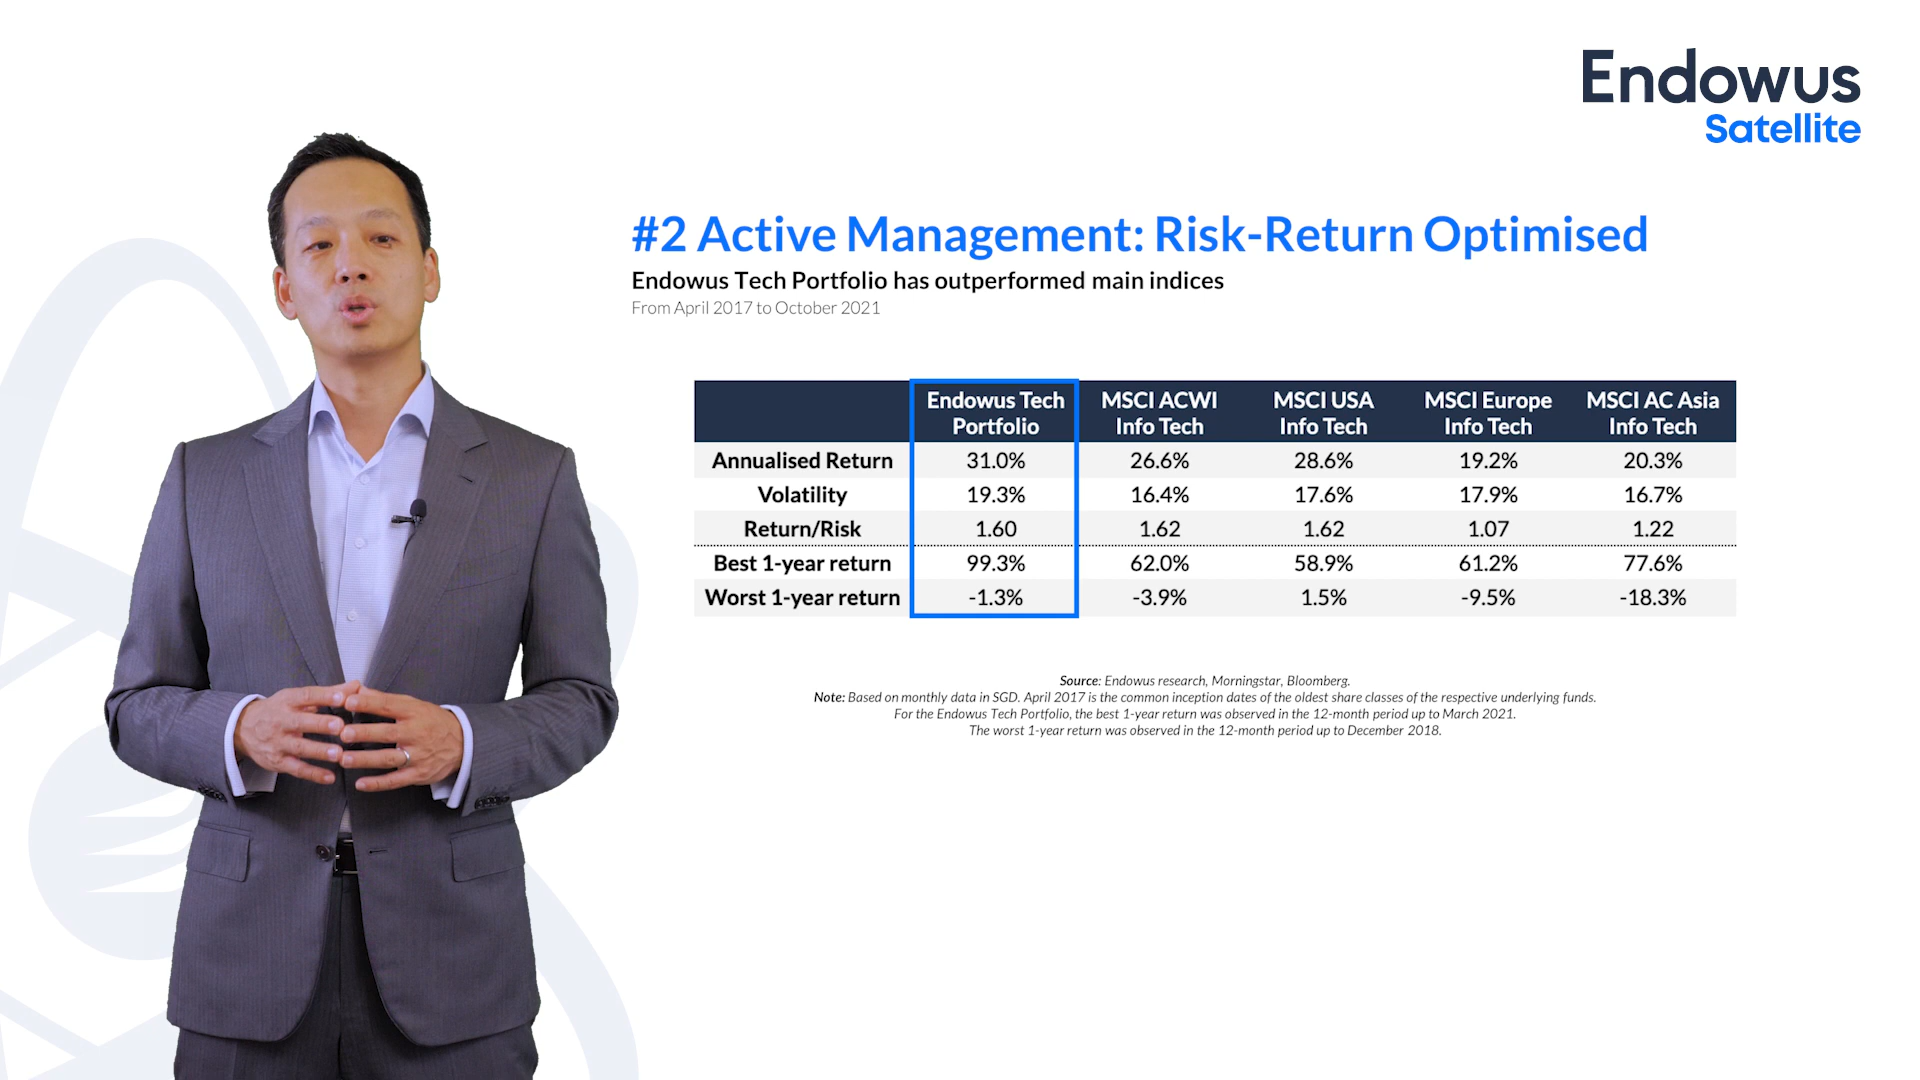 Endowus
Satellite
#2 Active Management: Risk-Return Optimised
Endowus Tech Portfolio has outperformed main indices
From April 2017 to October 2021
Endowus Tech Portfolio MSCI ACWI Info Tech MSCI USA Info Tech MSCI Europe Info Tech MSCI AC Asia Info Tech
Annualised Return 31.0% 26.6% 28.6% 19.2% 20.3%
Volatility 19.3% 16.4% 17.6% 17.9% 16.7%
Return/Risk 1.60 1.62 1.62 1.07 1.22
Best 1-year return 99.3% 62.0% 58.9% 61.2% 77.6%
Worst 1-year return -1.3% -3.9% 1.5% -9.5% -18.3%
Source: Endowus research, Morningstar, Bloomberg.
Note: Based on monthly data in SGD. April 2017 is the common inception dates of the oldest share classes of the respective underlying funds.
For the Endowus Tech Portfolio, the best 1-year return was observed in the 12-month period up to March 2021.
The worst 1-year return was observed in the 12-month period up to December 2018.